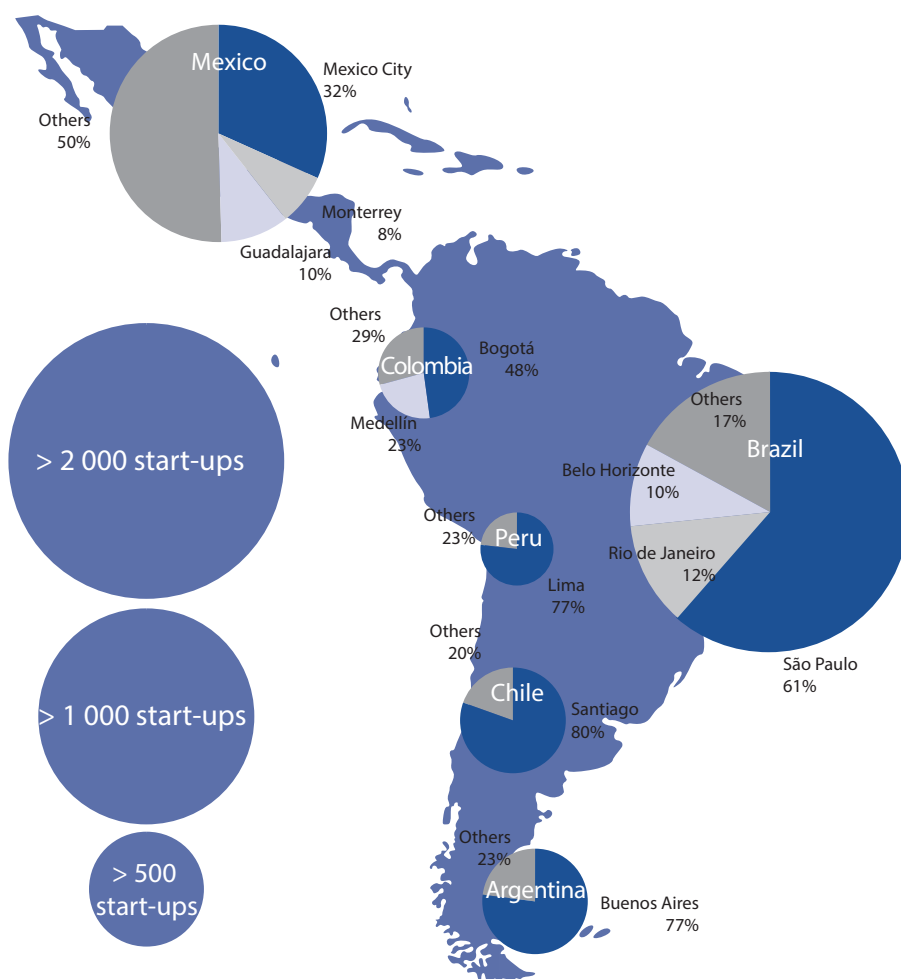 Mexico
Mexico City
32%
Others
50%
Monterrey
8%
Guadalajara
10%
Others
29%
Colombia
Bogotá
48%
Medellín
23%
> 2 000 start-ups
Others
17%
Brazil
Belo Horizonte
10%
Rio de Janeiro
12%
São Paulo
61%
Others
23%
Peru
Lima
77%
Others
20%
Chile
Santiago
80%
> 1 000 start-ups
Others
23%
Argentina
Buenos Aires
77%
> 500
start-ups